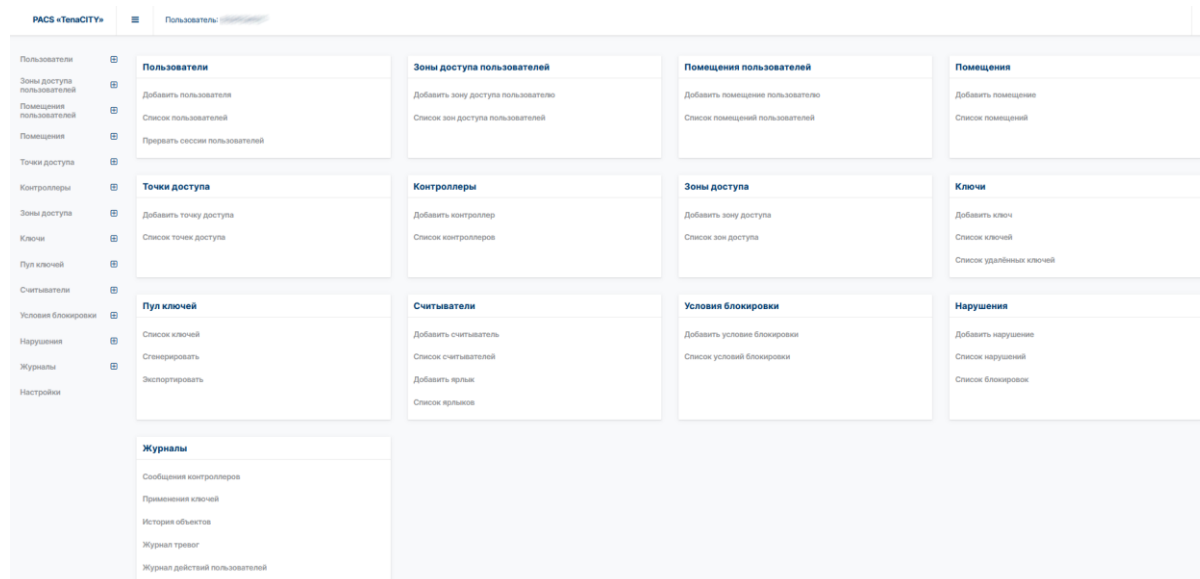 PACS «TenaCITY»
Пользователь:
Пользователи
Зоны доступа
пользователей
Помещения
пользователей
Помещения
Точки доступа
Контроллеры
Зоны доступа
Ключи
Пул ключей
Считыватели
Условия блокировки
Нарушения
Журналы
Настройки
Пользователи
Добавить пользователя
Список пользователей
Прервать сессии пользователей
Зоны доступа пользователей
Добавить зону доступа пользователю
Список зон доступа пользователей
Помещения пользователей
Добавить помещение пользователю
Список помещений пользователей
Помещения
Добавить помещение
Список помещений
Точки доступа
Добавить точку доступа
Список точек доступа
Контроллеры
Добавить контроллер
Список контроллеров
Зоны доступа
Добавить зону доступа
Список зон доступа
Ключи
Добавить ключ
Список ключей
Список удалённых ключей
Пул ключей
Список ключей
Сгенерировать
Экспортировать
Считыватели
Добавить считыватель
Список считывателей
Добавить ярлык
Список ярлыков
Условия блокировки
Добавить условие блокировки
Список условий блокировки
Нарушения
Добавить нарушение
Список нарушений
Список блокировок
Журналы
Сообщения контроллеров
Применения ключей
История объектов
Журнал тревог
Журнал действий пользователей